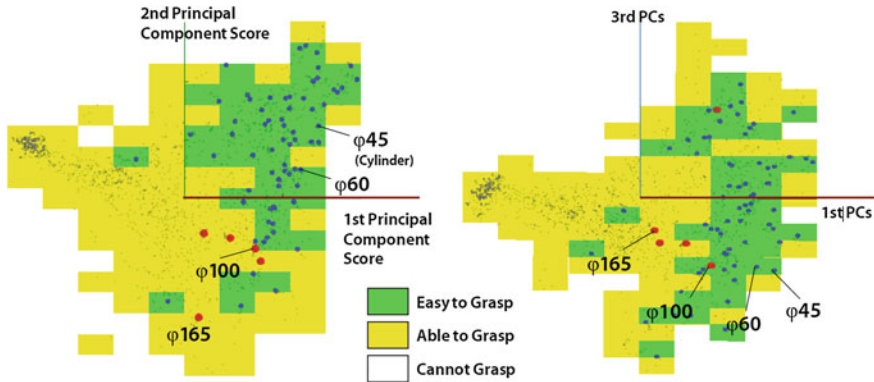 2nd Principal
Component Score
φ45
(Cylinder)
φ60
1st Principal
Component
Score
φ100
φ165
Easy to Grasp
Able to Grasp
Cannot Grasp
3rd PCs
1st PCs
φ165
φ100
φ60
φ45